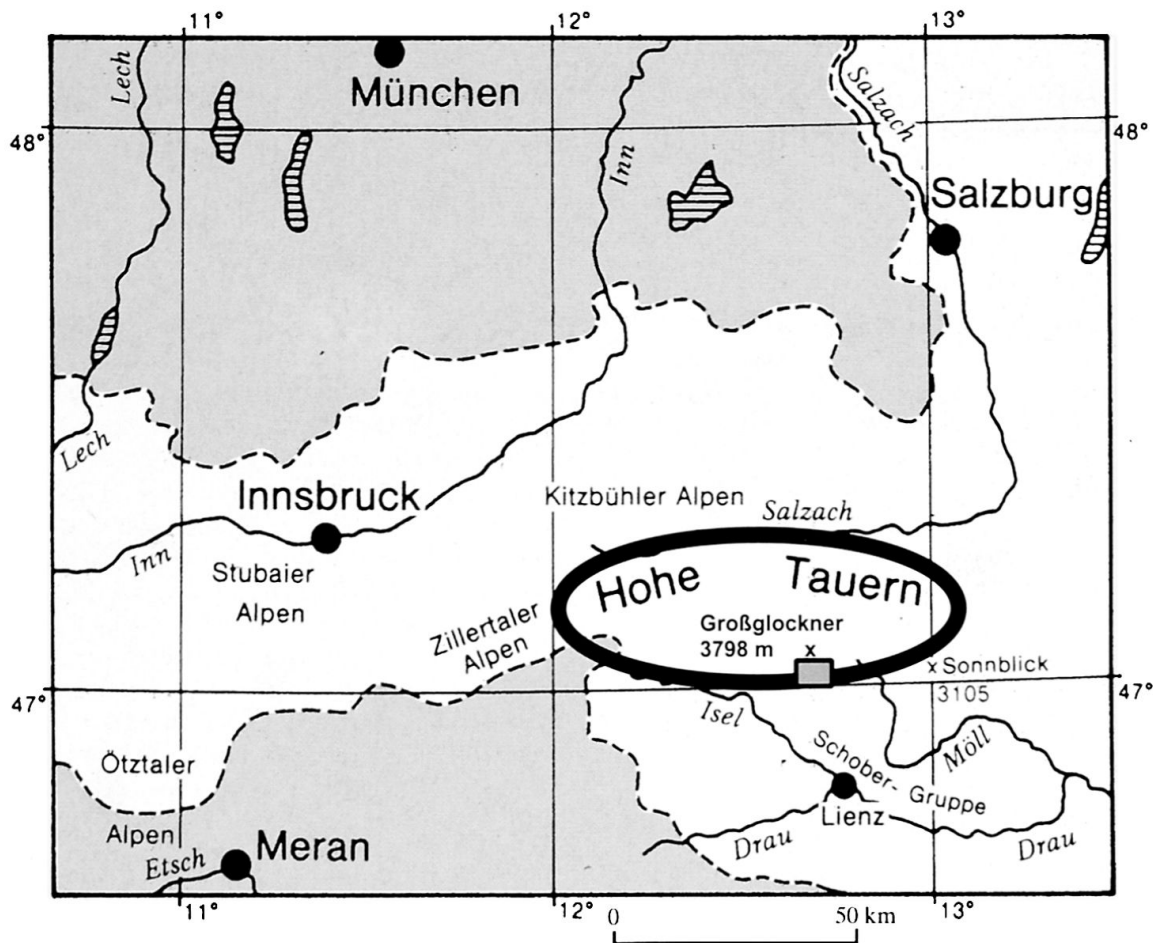 11°
12°
13°
Lech
München
Salzach
48°
48°
Inn
Salzburg
Lech
Innsbruck
Kitzbühler Alpen
Salzach
Inn
Stubaier
Alpen
Hohe Tauern
Zillertaler
Alpen
Großglockner
3798 m x
x Sonnblick
3105
47°
47°
Isel
Möll
Schober-Gruppe
Ötztaler
Alpen
Lienz
Meran
Etsch
Drau
Drau
11°
12°
13°
0 50 km